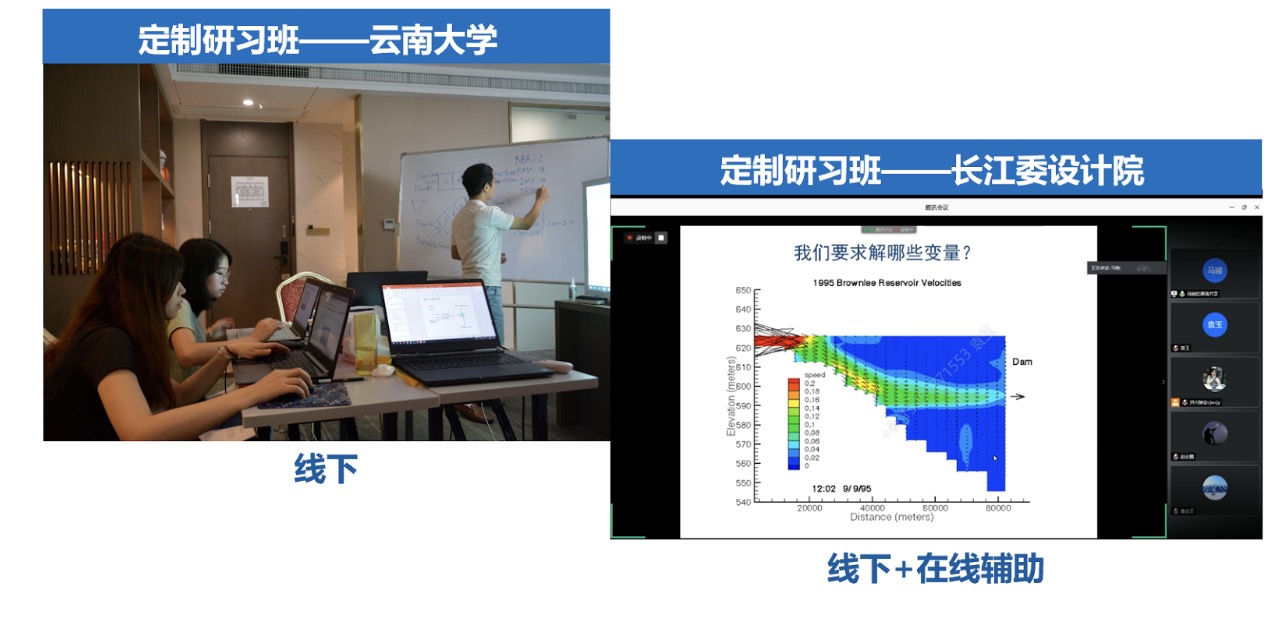 定制研习班——云南大学
线下
定制研习班——长江委设计院
腾讯会议
录制中
我们要求解哪些变量？
1995 Brownlee Reservoir Velocities
Elevation (meters)
650
640
630
620
610
600
590
580
570
560
550
540
speed
0.2
0.18
0.16
0.14
0.12
0.1
0.08
0.06
0.04
0.02
0
Dam
12:02 9/9/95
20000
40000
60000
80000
Distance (meters)
马骏
袁玉
袁玉
线下+在线辅助